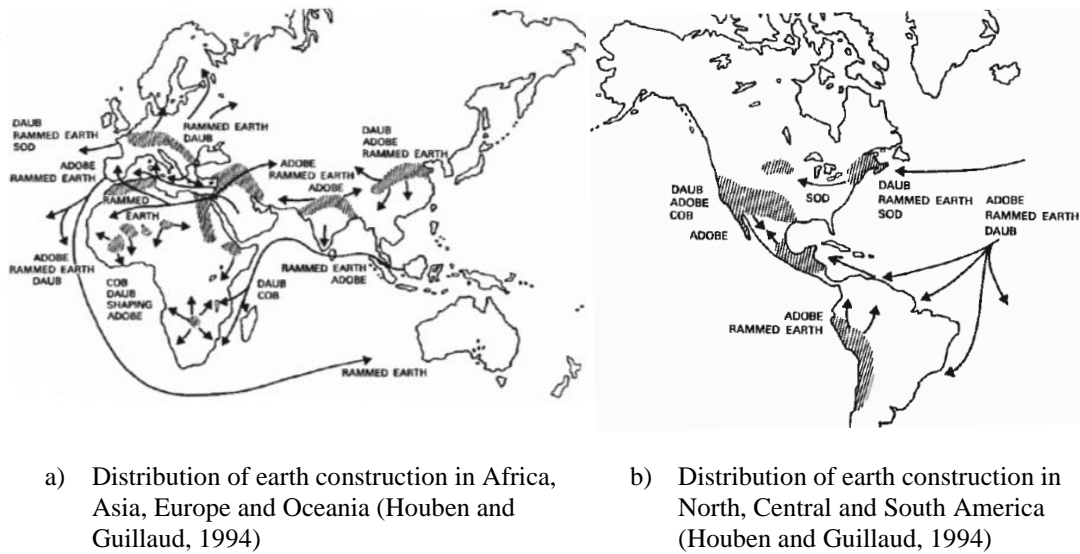 DAUB
RAMMED EARTH
SOD
ADOBE
RAMMED EARTH
RAMMED EARTH
DAUB
DAUB
ADOBE
RAMMED EARTH
ADOBE
RAMMED EARTH
ADOBE
RAMMED
EARTH
ADOBE
RAMMED EARTH
DAUB
COB
DAUB
SHAPING
ADOBE
DAUB
COB
RAMMED EARTH
ADOBE
RAMMED EARTH
DAUB
ADOBE
COB
ADOBE
SOD
DAUB
RAMMED EARTH
SOD
ADOBE
RAMMED EARTH
DAUB
ADOBE
RAMMED EARTH
a) Distribution of earth construction in Africa,
Asia, Europe and Oceania (Houben and
Guillaud, 1994)
b) Distribution of earth construction in
North, Central and South America
(Houben and Guillaud, 1994)